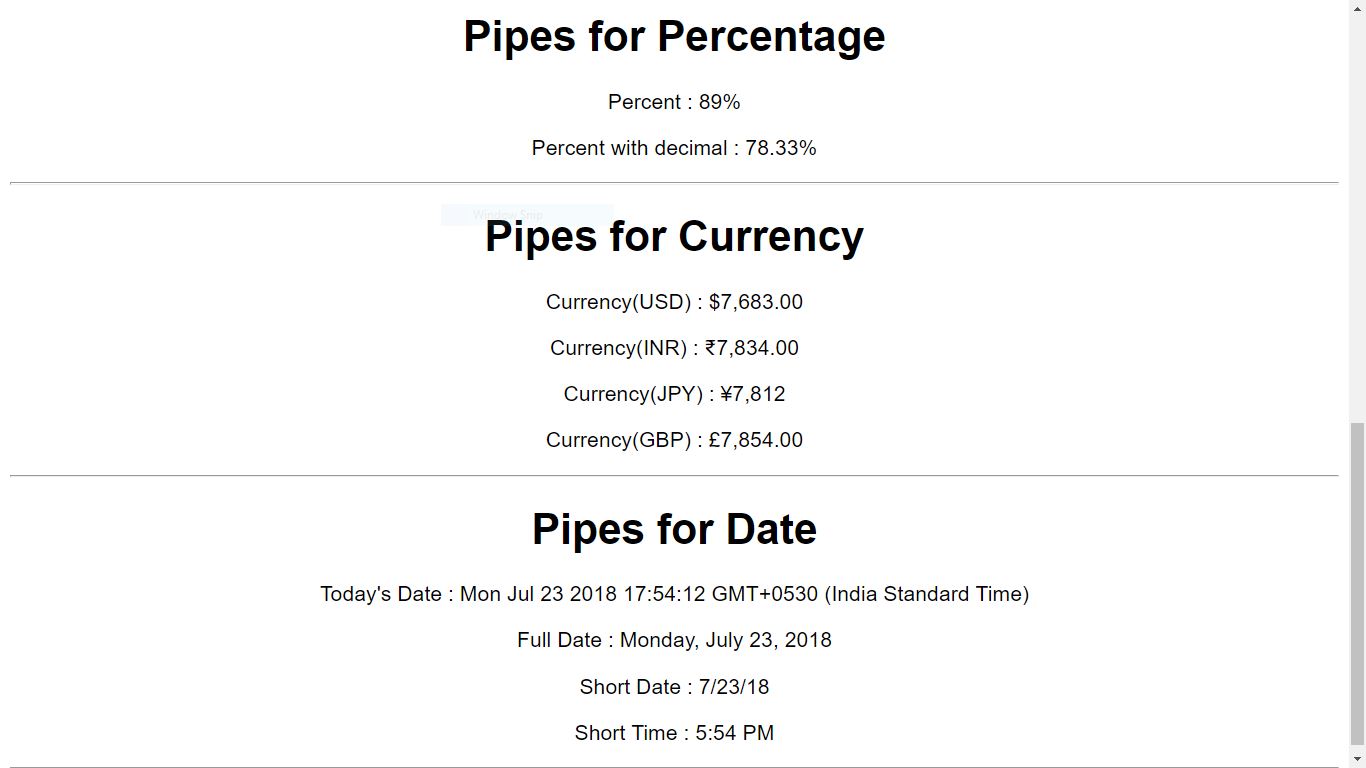 Pipes for Percentage
Percent : 89%
Percent with decimal : 78.33%
Window Snip
Pipes for Currency
Currency(USD) : $7,683.00
Currency(INR) : ₹7,834.00
Currency(JPY) : ¥7,812
Currency(GBP) : £7,854.00
Pipes for Date
Today's Date : Mon Jul 23 2018 17:54:12 GMT+0530 (India Standard Time)
Full Date : Monday, July 23, 2018
Short Date : 7/23/18
Short Time : 5:54 PM